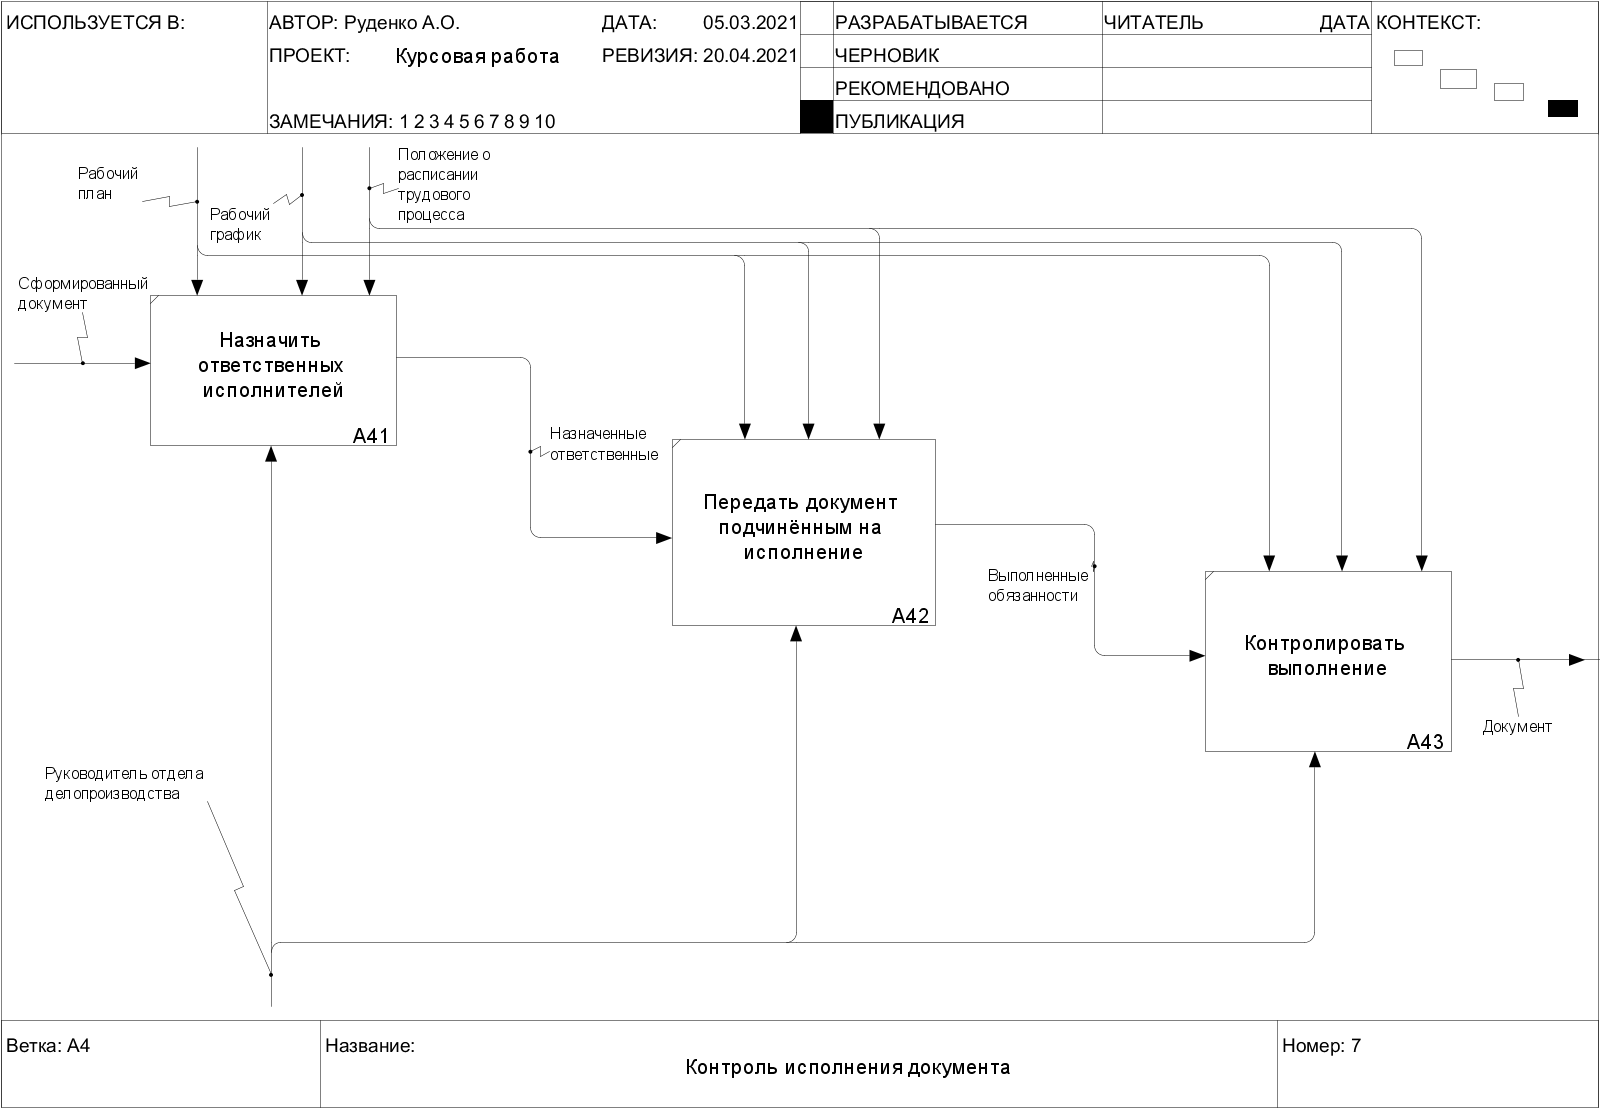 ИСПОЛЬЗУЕТСЯ В:
АВТОР: Руденко А.О.
ДАТА: 05.03.2021
ПРОЕКТ: Курсовая работа
РЕВИЗИЯ: 20.04.2021
ЗАМЕЧАНИЯ: 1 2 3 4 5 6 7 8 9 10
РАЗРАБАТЫВАЕТСЯ
ЧЕРНОВИК
РЕКОМЕНДОВАНО
ПУБЛИКАЦИЯ
ЧИТАТЕЛЬ
ДАТА
КОНТЕКСТ:
Рабочий
план
Рабочий
график
Положение о
расписании
трудового
процесса
Сформированный
документ
Назначить
ответственных
исполнителей
A41
Назначенные
ответственные
Передать документ
подчинённым на
исполнение
A42
Выполненные
обязанности
Контролировать
выполнение
A43
Документ
Руководитель отдела
делопроизводства
Ветка: A4
Название:
Контроль исполнения документа
Номер: 7